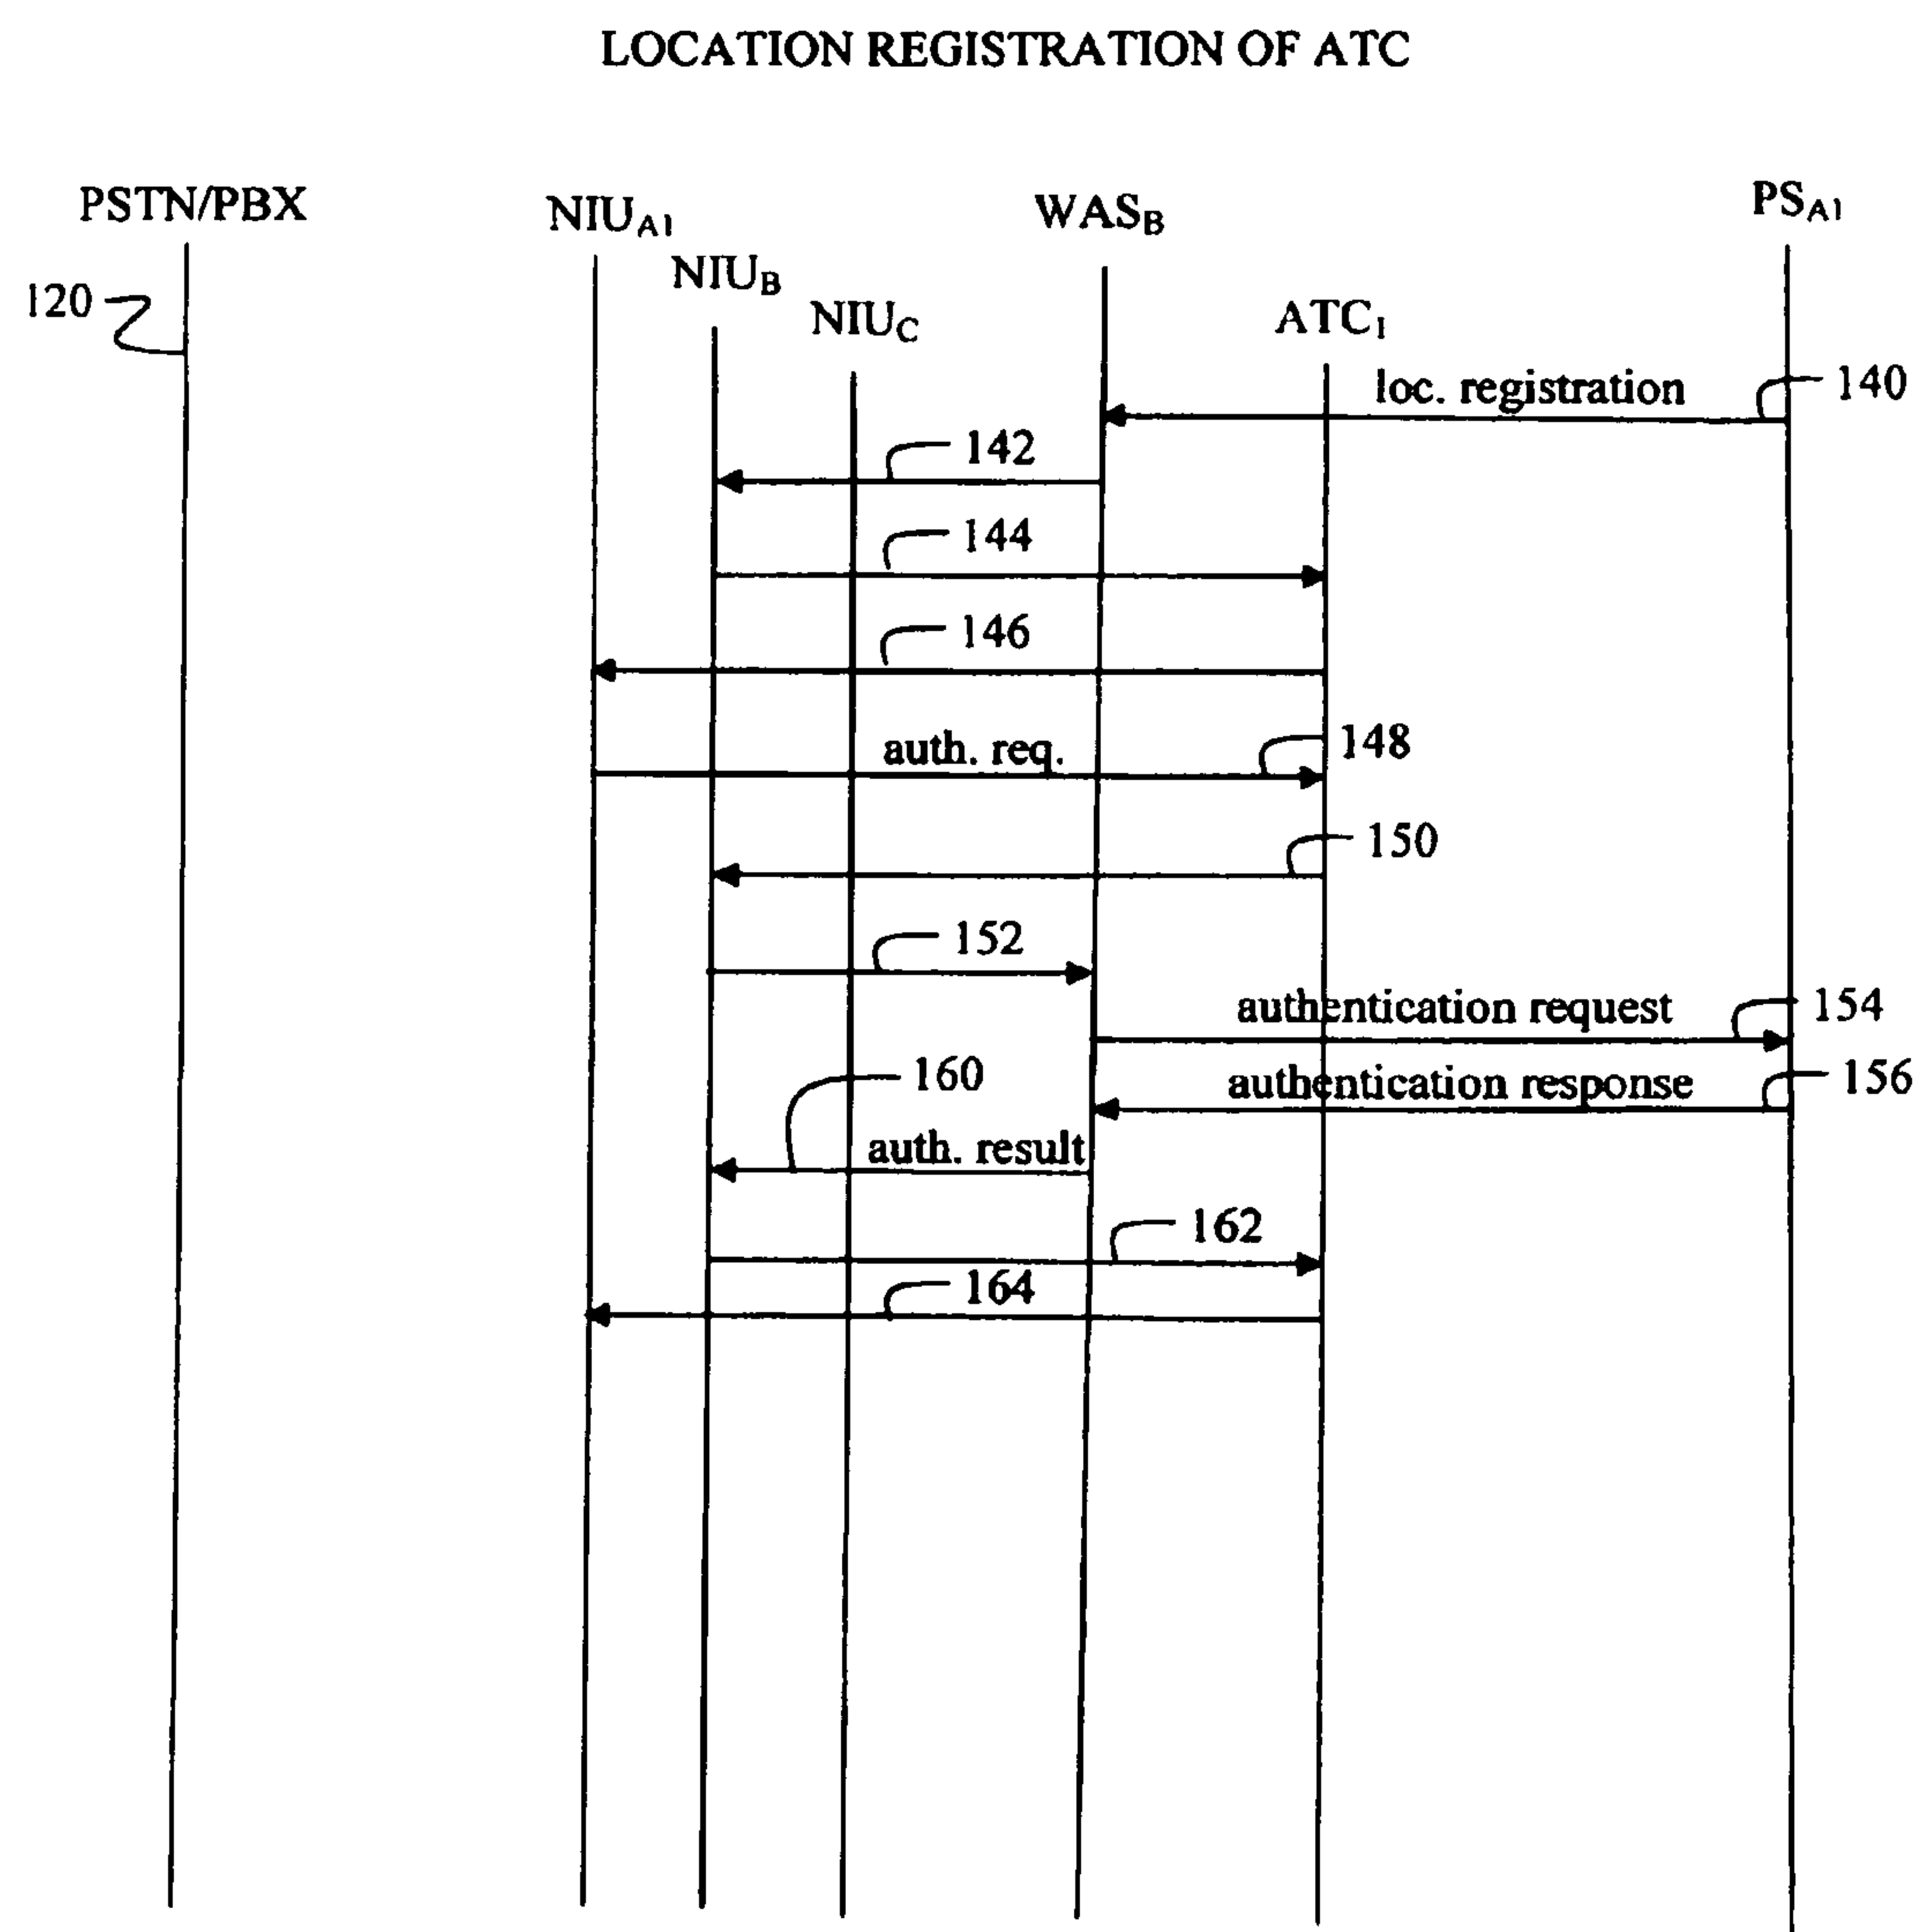 LOCATION REGISTRATION OF ATC
PSTN/PBX
NIUA1
WASB
PSA1
NIUB
NIUC
ATC1
120
loc. registration
140
142
144
146
auth. req.
148
150
152
authentication request
154
160
authentication response
156
auth. result
162
164